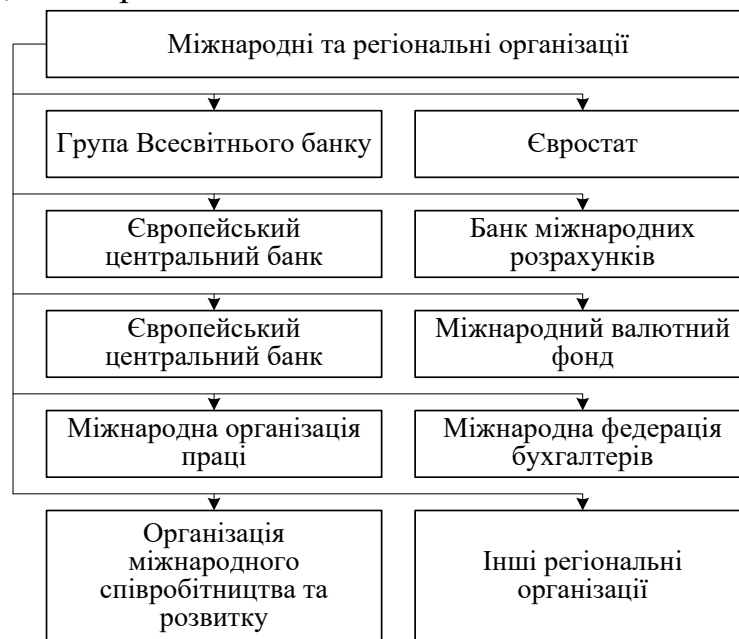 Міжнародні та регіональні організації
Група Всесвітнього банку
Євростат
Європейський
центральний банк
Банк міжнародних
розрахунків
Європейський
центральний банк
Міжнародний валютний
фонд
Міжнародна організація
праці
Міжнародна федерація
бухгалтерів
Організація
міжнародного
співробітництва та
розвитку
Інші регіональні
організації